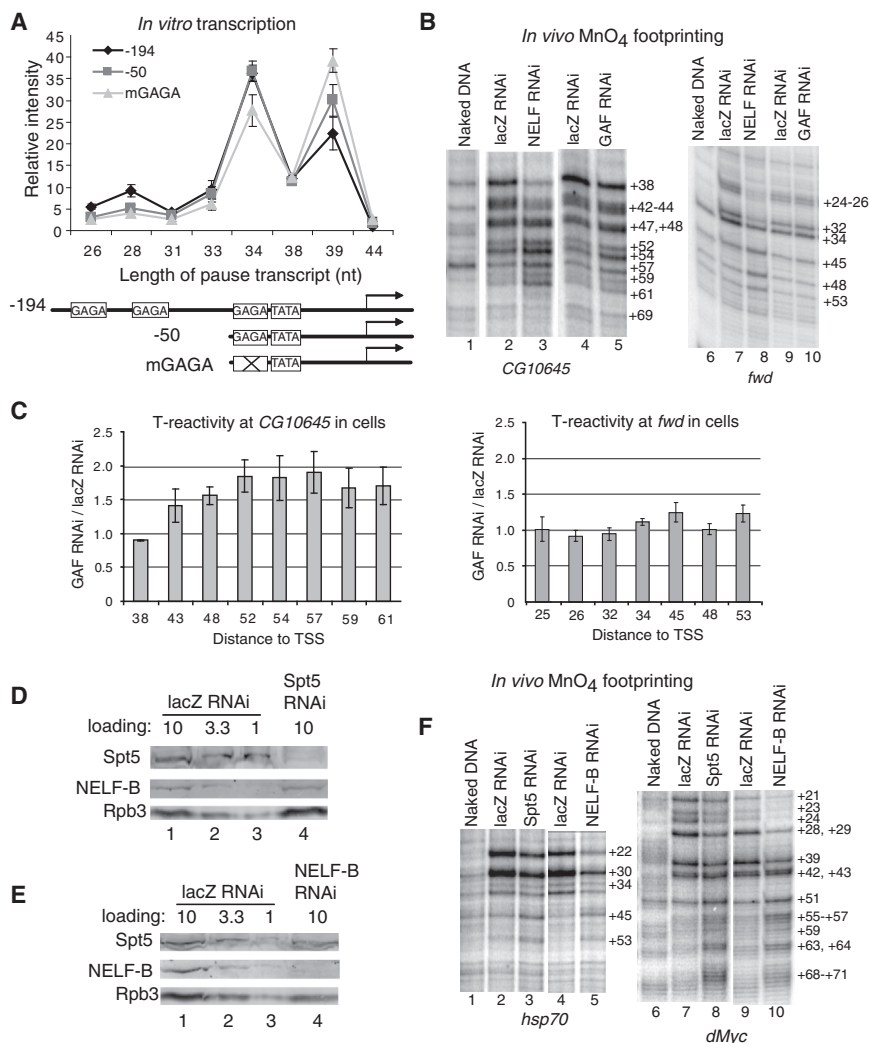 A
In vitro transcription
Relative intensity
45
40
35
30
25
20
15
10
5
0
-194
-50
mGAGA
26 28 31 33 34 38 39 44
Length of pause transcript (nt)
-194 GAGA GAGA GAGA TATA
-50 GAGA TATA
mGAGA TATA
B
In vivo MnO4 footprinting
Naked DNA
lacZ RNAi
NELF RNAi
lacZ RNAi
GAF RNAi
+38
+42-44
+47,+48
+52
+54
+57
+59
+61
+69
1 2 3 4 5
CG10645
Naked DNA
lacZ RNAi
NELF RNAi
lacZ RNAi
GAF RNAi
+24-26
+32
+34
+45
+48
+53
6 7 8 9 10
fwd
C
T-reactivity at CG10645 in cells
GAF RNAi / lacZ RNAi
2.5
2.0
1.5
1.0
0.5
0
38 43 48 52 54 57 59 61
Distance to TSS
T-reactivity at fwd in cells
GAF RNAi / lacZ RNAi
2.5
2.0
1.5
1.0
0.5
0
25 26 32 34 45 48 53
Distance to TSS
D
lacZ RNAi
Spt5
RNAi
loading: 10 3.3 1 10
Spt5
NELF-B
Rpb3
1 2 3 4
E
lacZ RNAi
NELF-B
RNAi
loading: 10 3.3 1 10
Spt5
NELF-B
Rpb3
1 2 3 4
In vivo MnO4 footprinting
F
Naked DNA
lacZ RNAi
Spt5 RNAi
lacZ RNAi
NELF-B RNAi
+22
+30
+34
+45
+53
1 2 3 4 5
hsp70
Naked DNA
lacZ RNAi
Spt5 RNAi
lacZ RNAi
NELF-B RNAi
+21
+23
+24
+28, +29
+39
+42, +43
+51
+55-+57
+59
+63, +64
+68-+71
6 7 8 9 10
dMyc